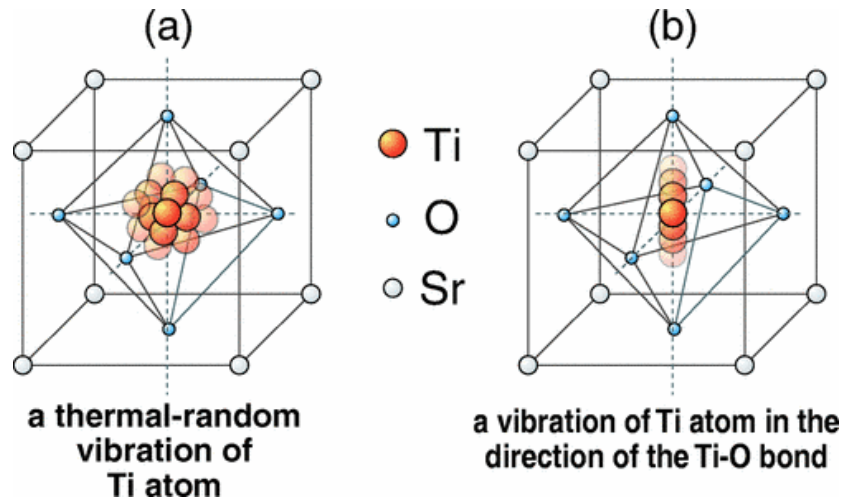 (a)
(b)
Ti
O
Sr
a thermal-random
vibration of
Ti atom
a vibration of Ti atom in the
direction of the Ti-O bond